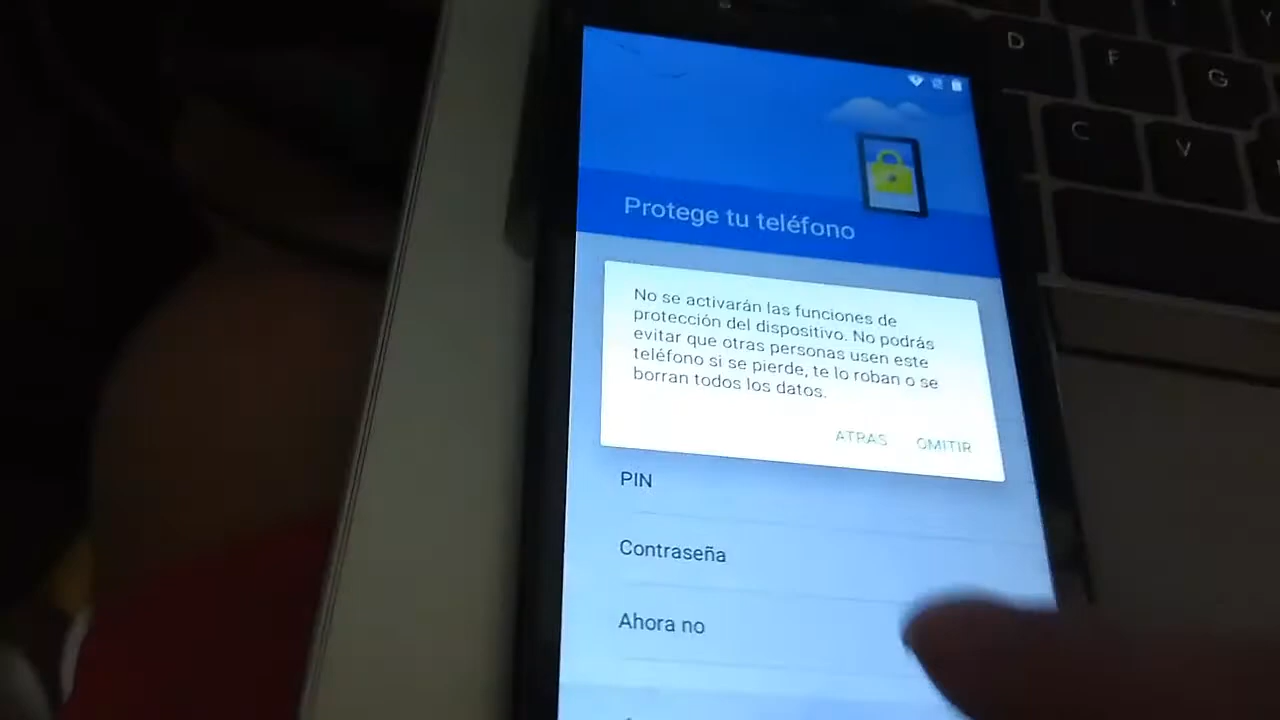 Protege tu teléfono
No se activarán las funciones de
protección del dispositivo. No podrás
evitar que otras personas usen este
teléfono si se pierde, te lo roban o se
borran todos los datos.
ATRÁS OMITIR
PIN
Contraseña
Ahora no
D
F
G
C
V
Y